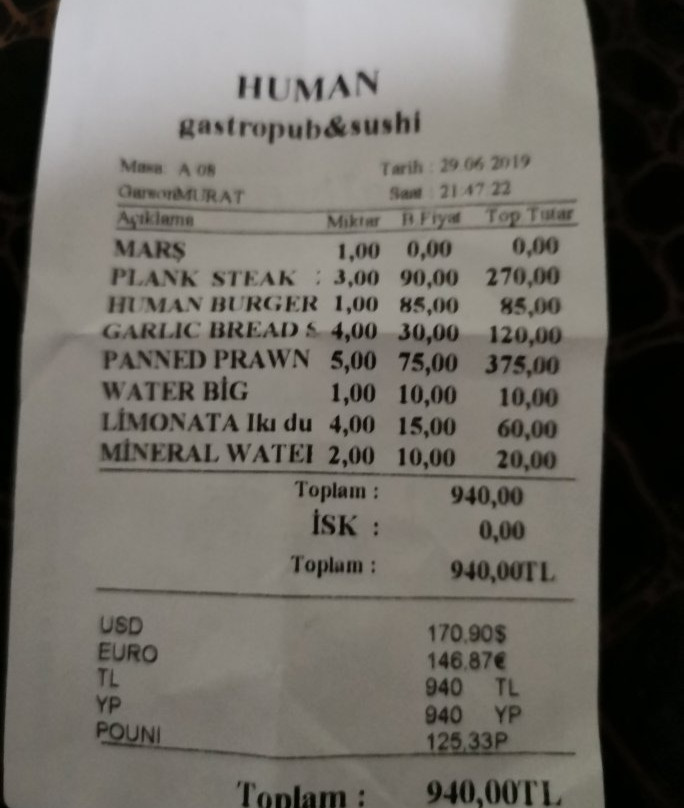 HUMAN
gastropub&sushi
Masa: A 08 Tarih : 29.06.2019
GarsonMURAT Saat : 21:47:22
Açıklama Miktar B.Fiyat Top.Tutar
MARŞ 1,00 0,00 0,00
PLANK STEAK : 3,00 90,00 270,00
HUMAN BURGER 1,00 85,00 85,00
GARLIC BREAD S 4,00 30,00 120,00
PANNED PRAWN 5,00 75,00 375,00
WATER BİG 1,00 10,00 10,00
LİMONATA Iki du 4,00 15,00 60,00
MİNERAL WATEI 2,00 10,00 20,00
Toplam : 940,00
İSK : 0,00
Toplam : 940,00TL
USD 170,90$
EURO 146,87€
TL 940 TL
YP 940 YP
POUNI 125,33P
Toplam : 940,00TL